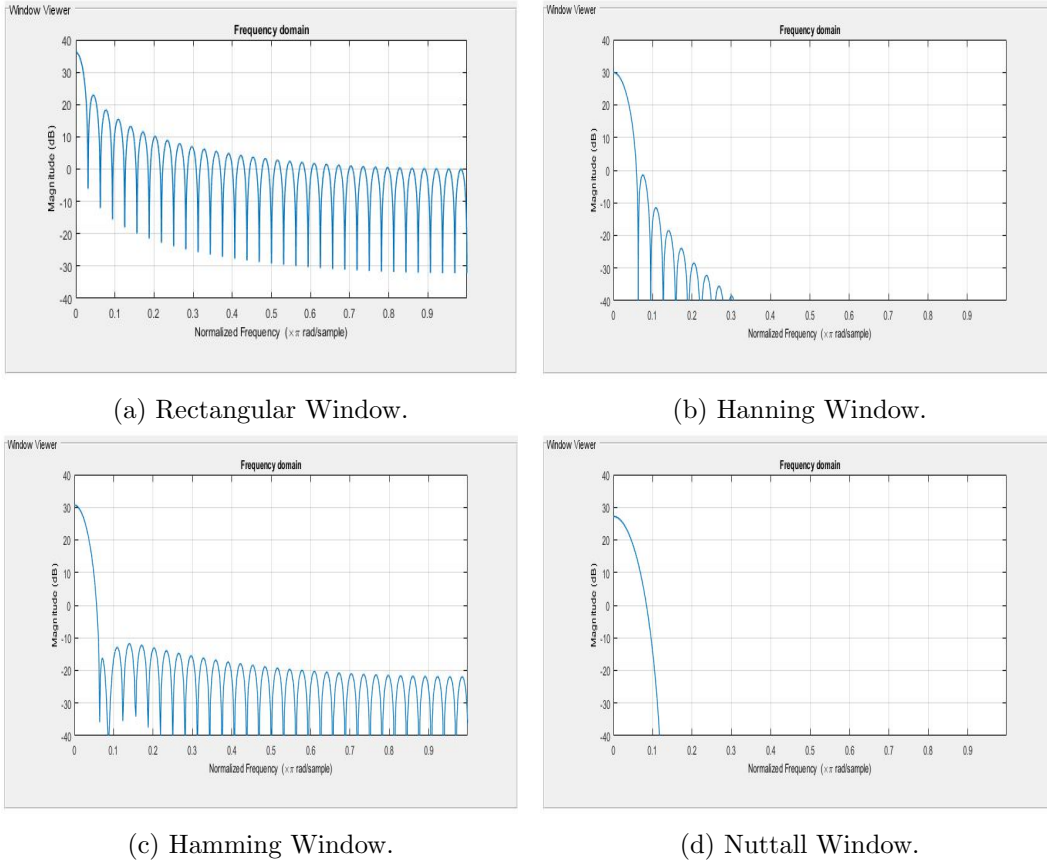 Window Viewer
Frequency domain
Magnitude (dB)
40
30
20
10
0
-10
-20
-30
-40
0 0.1 0.2 0.3 0.4 0.5 0.6 0.7 0.8 0.9
Normalized Frequency (×π rad/sample)
(a) Rectangular Window.
Window Viewer
Frequency domain
Magnitude (dB)
40
30
20
10
0
-10
-20
-30
-40
0 0.1 0.2 0.3 0.4 0.5 0.6 0.7 0.8 0.9
Normalized Frequency (×π rad/sample)
(b) Hanning Window.
Window Viewer
Frequency domain
Magnitude (dB)
40
30
20
10
0
-10
-20
-30
-40
0 0.1 0.2 0.3 0.4 0.5 0.6 0.7 0.8 0.9
Normalized Frequency (×π rad/sample)
(c) Hamming Window.
Window Viewer
Frequency domain
Magnitude (dB)
40
30
20
10
0
-10
-20
-30
-40
0 0.1 0.2 0.3 0.4 0.5 0.6 0.7 0.8 0.9
Normalized Frequency (×π rad/sample)
(d) Nuttall Window.